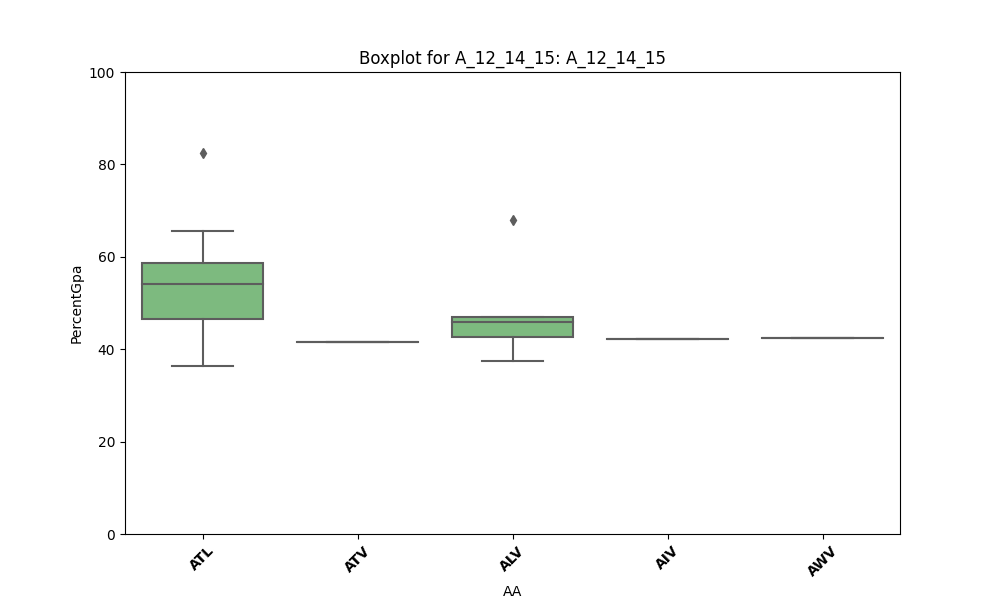 Boxplot for A_12_14_15: A_12_14_15
100
80
60
40
20
0
PercentGpa
ATL
ATV
ALV
AIV
AWV
AA